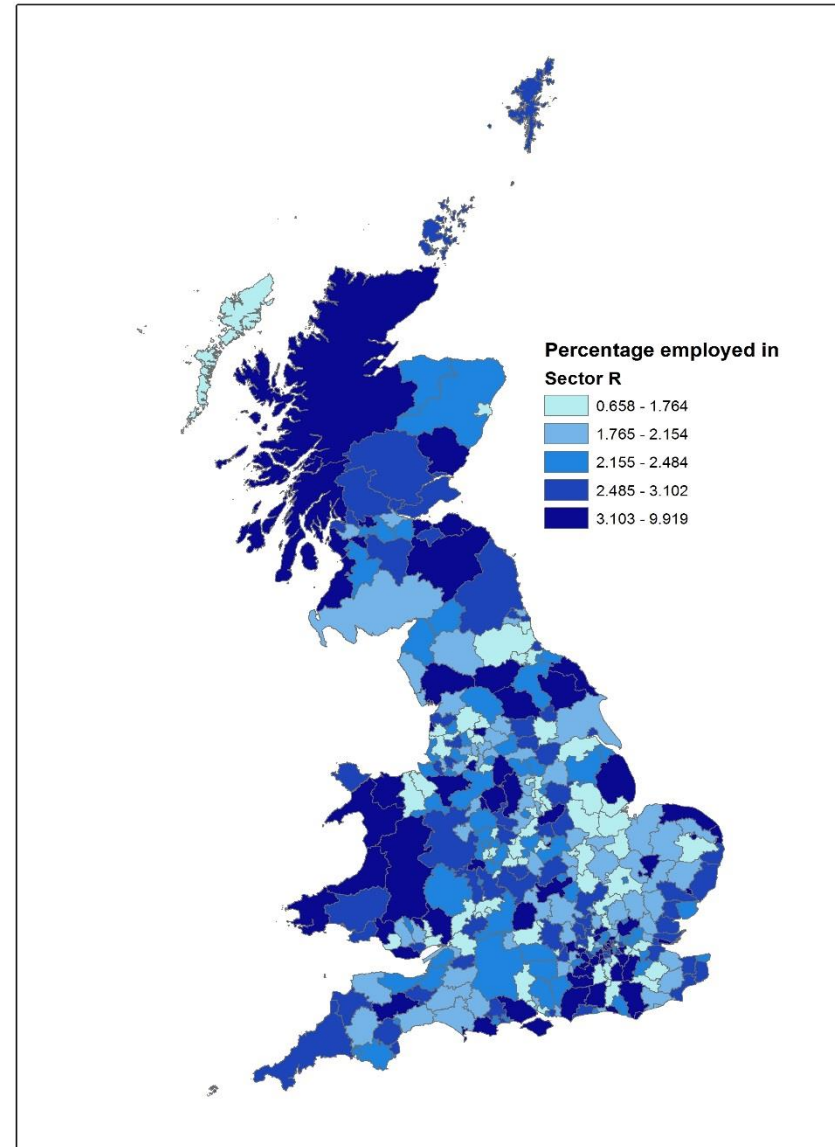 Percentage employed in
Sector R
0.658 - 1.764
1.765 - 2.154
2.155 - 2.484
2.485 - 3.102
3.103 - 9.919